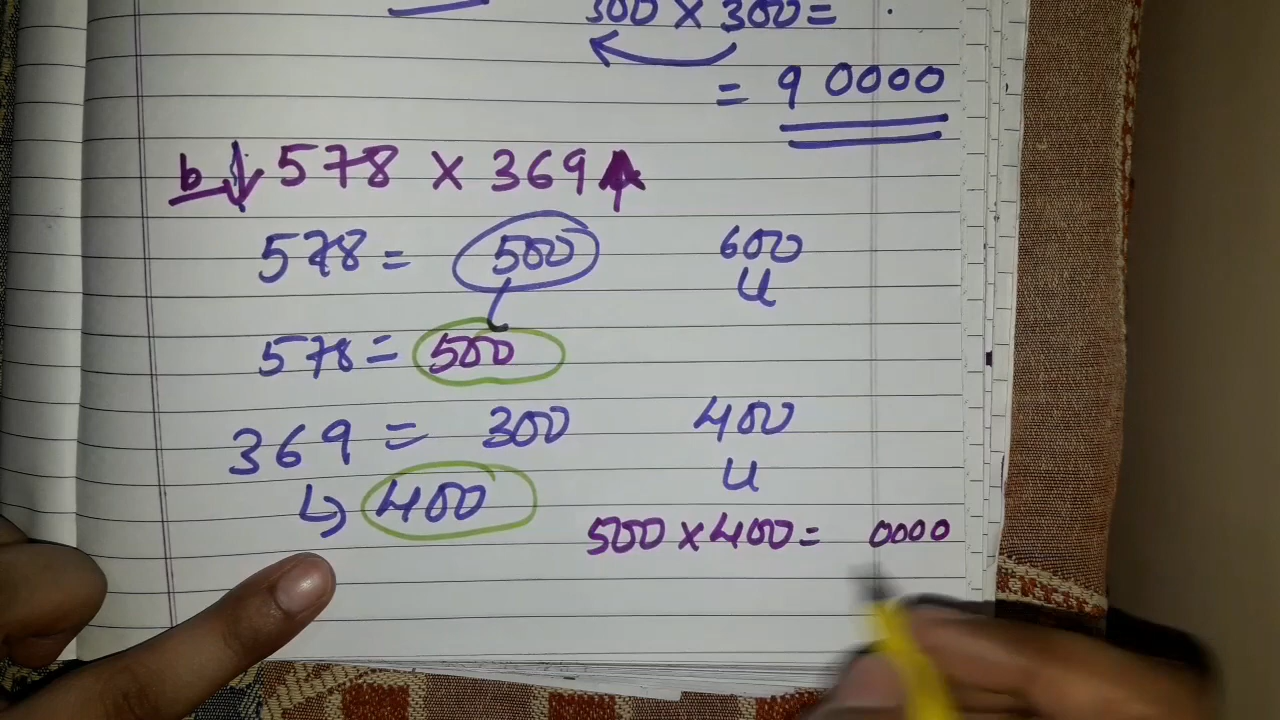 300 × 300 =
= 90000
b ↓ 578 × 369 ↑
578 = 500 600
U
578 = 500
369 = 300 400
↳ 400 U
500 × 400 = 0000